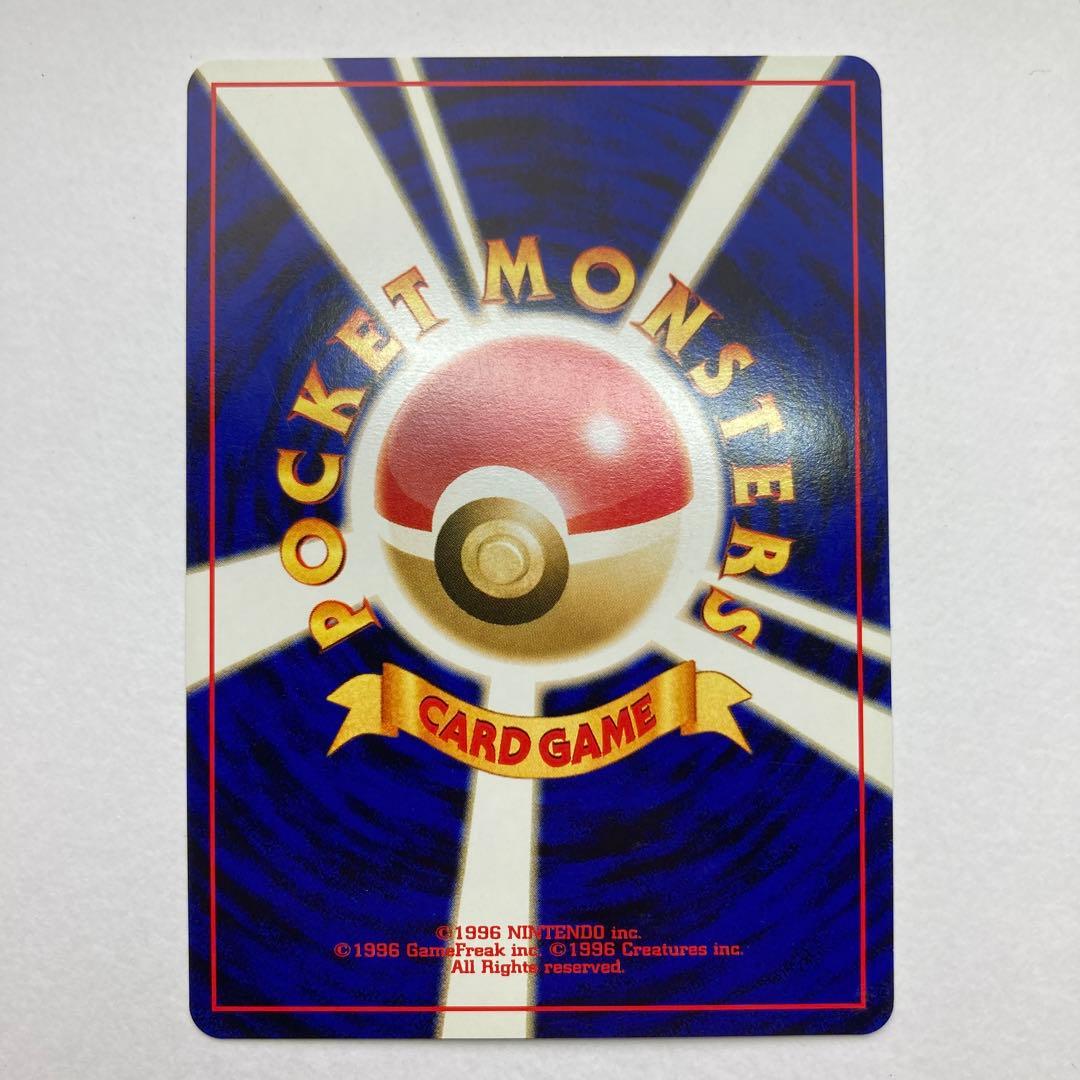 POCKET MONSTERS
CARD GAME
©1996 NINTENDO inc.
©1996 GameFreak inc. ©1996 Creatures inc.
All Rights reserved.